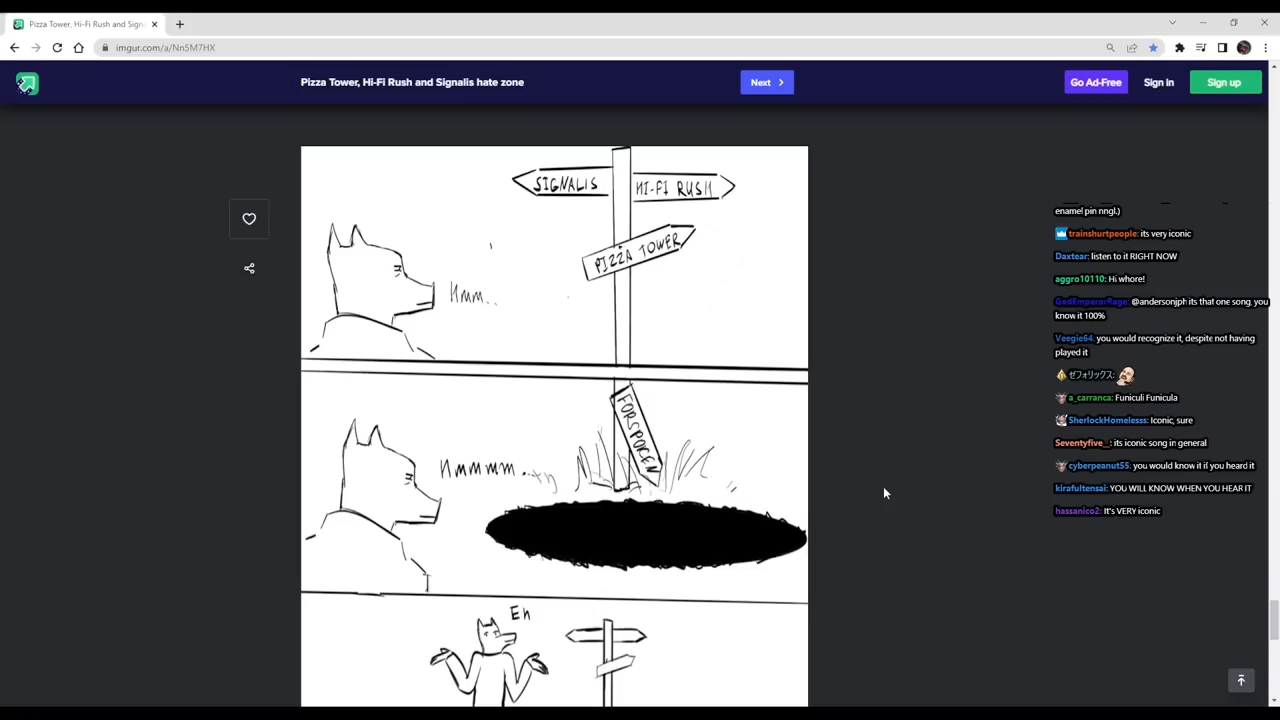 Pizza Tower, Hi-Fi Rush and Sign
imgur.com/a/Nn5M7HX
Pizza Tower, Hi-Fi Rush and Signalis hate zone
Next
Go Ad-Free
Sign in
Sign up
SIGNALIS
HI-FI RUSH
PIZZA TOWER
Hmm..
FORSPOKEN
Hmmmm...
Eh
enamel pin nngl.)
trainshurtpeople: its very iconic
Daxtear: listen to it RIGHT NOW
aggro10110: Hi whore!
GodEmperorRage: @andersonjph its that one song, you
know it 100%
Veegie64: you would recognize it, despite not having
played it
ゼフォリックス:
a_carranca: Funiculi Funicula
SherlockHomelesss: Iconic, sure
Seventyfive_: its iconic song in general
cyberpeanut55: you would know it if you heard it
kirafultensai: YOU WILL KNOW WHEN YOU HEAR IT
hassanico2: It's VERY iconic